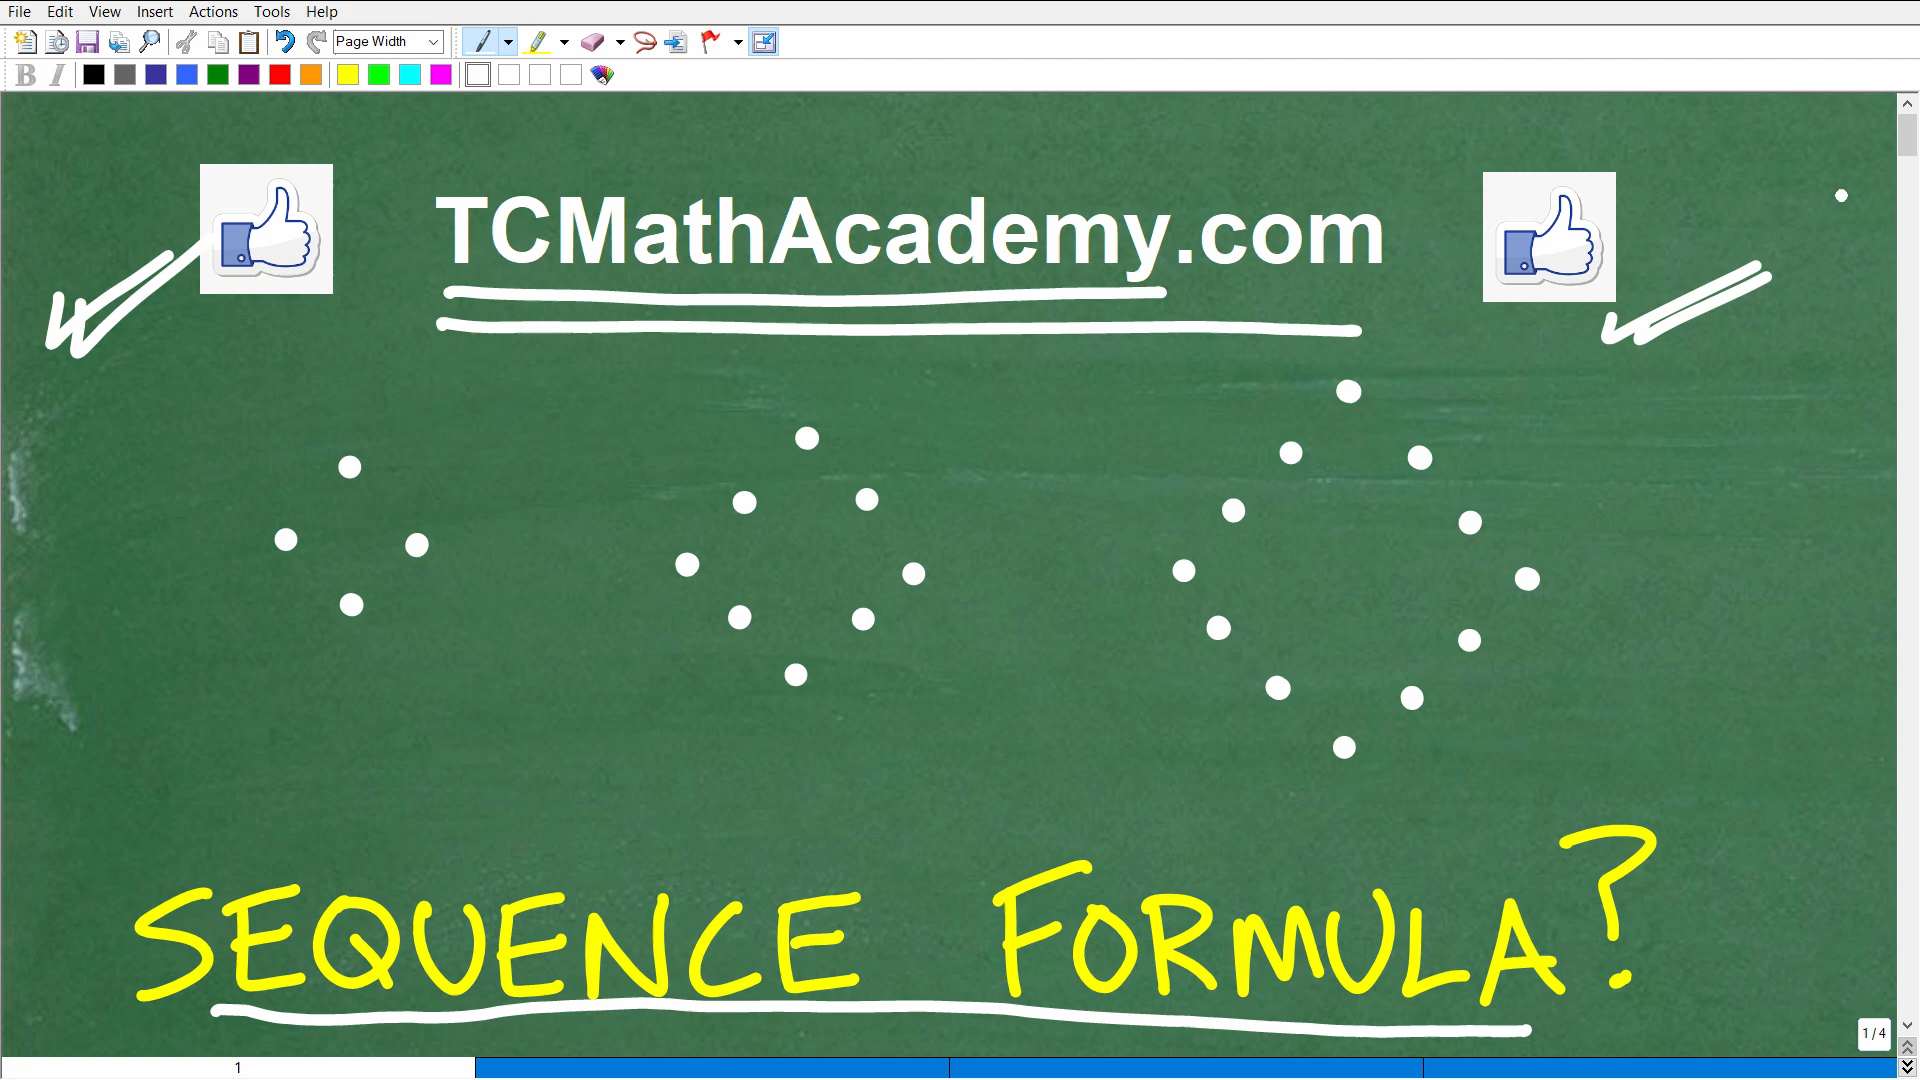 File Edit View Insert Actions Tools Help
Page Width
B I
TCMathAcademy.com
SEQUENCE FORMULA?
1 / 4
1